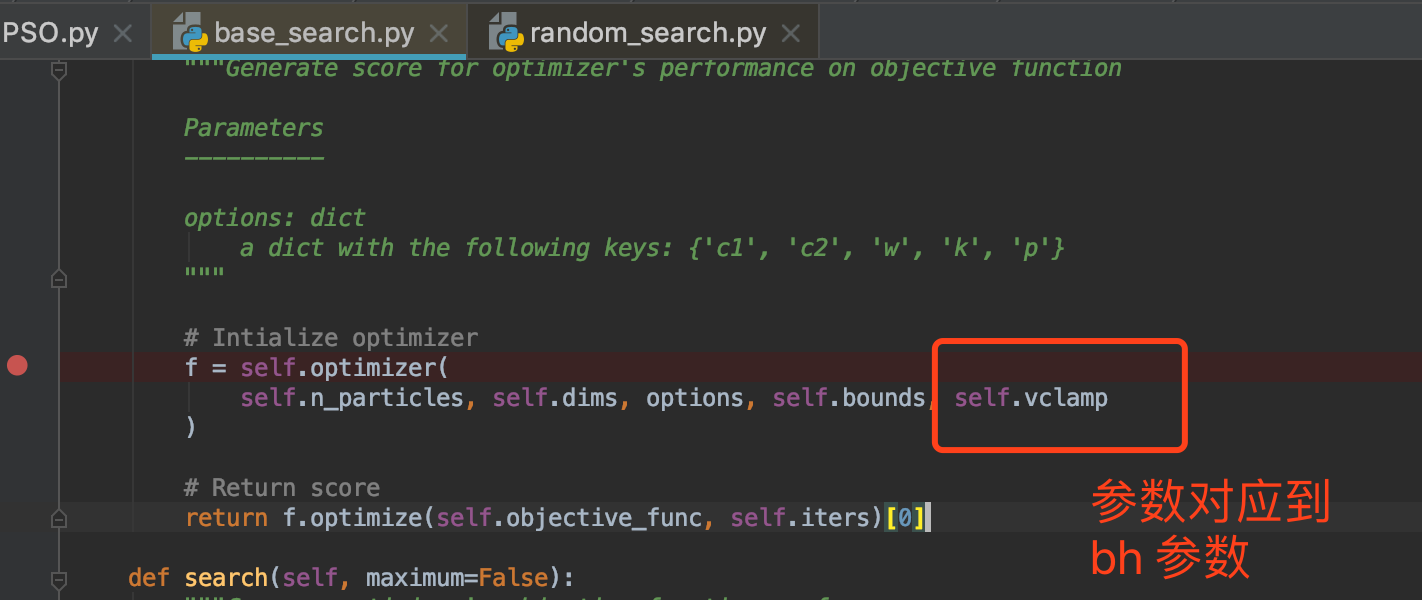 PSO.py
base_search.py
random_search.py
"""Generate score for optimizer's performance on objective function
Parameters
----------
options: dict
a dict with the following keys: {'c1', 'c2', 'w', 'k', 'p'}
"""
# Intialize optimizer
f = self.optimizer(
self.n_particles, self.dims, options, self.bounds, self.vclamp
)
# Return score
return f.optimize(self.objective_func, self.iters)[0]
参数对应到
bh 参数
def search(self, maximum=False):